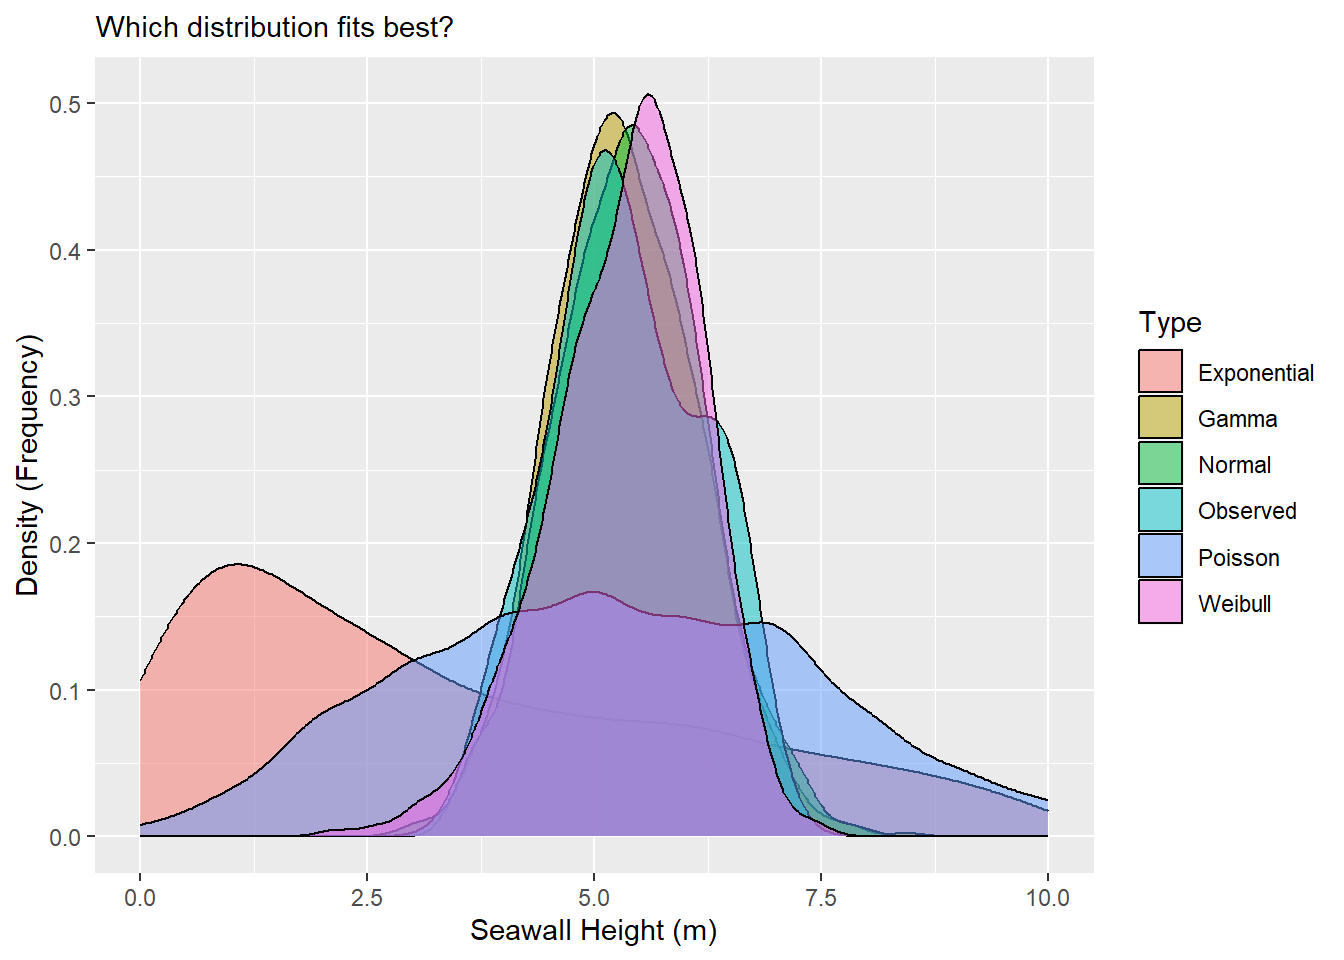 Which distribution fits best?
0.5
0.4
0.3
0.2
0.1
0.0
Density (Frequency)
0.0 2.5 5.0 7.5 10.0
Seawall Height (m)
Type
Exponential
Gamma
Normal
Observed
Poisson
Weibull